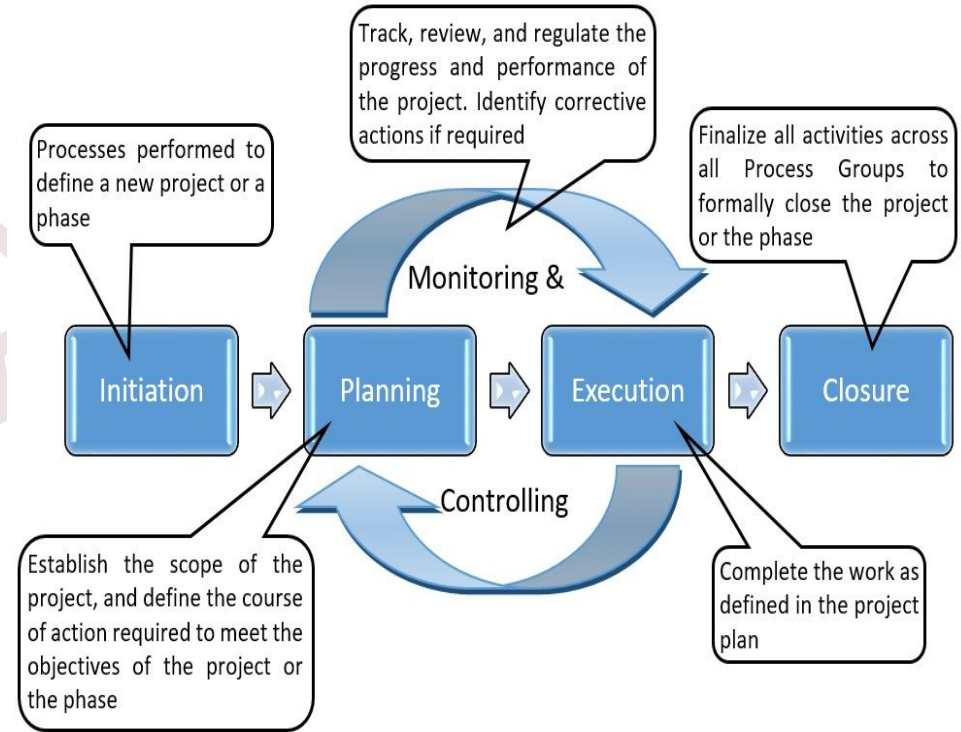 Track, review, and regulate the
progress and performance of
the project. Identify corrective
actions if required
Processes performed to
define a new project or a
phase
Finalize all activities across
all Process Groups to
formally close the project
or the phase
Monitoring &
Initiation
Planning
Execution
Closure
Controlling
Establish the scope of the
project, and define the course
of action required to meet the
objectives of the project or
the phase
Complete the work as
defined in the project
plan